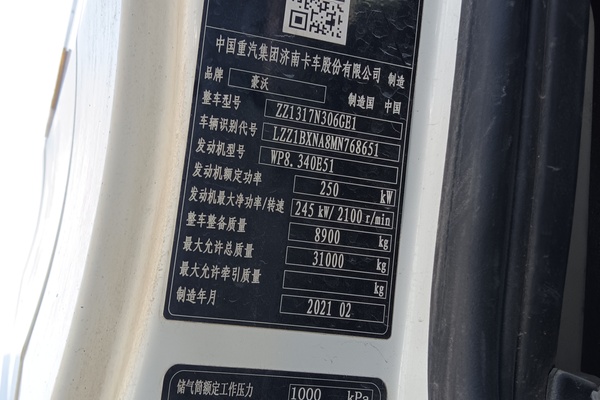 中国重汽集团济南卡车股份有限公司 制造
品牌 豪沃 制造国 中国
整车型号 ZZ1317N306GE1
车辆识别代号 LZZ1BXNA8MN768651
发动机型号 WP8.340E51
发动机额定功率 250 kW
发动机最大净功率/转速 245 kW/ 2100 r/min
整车整备质量 8900 kg
最大允许总质量 31000 kg
最大允许牵引质量 kg
制造年月 2021 02
储气筒额定工作压力 1000 kPa